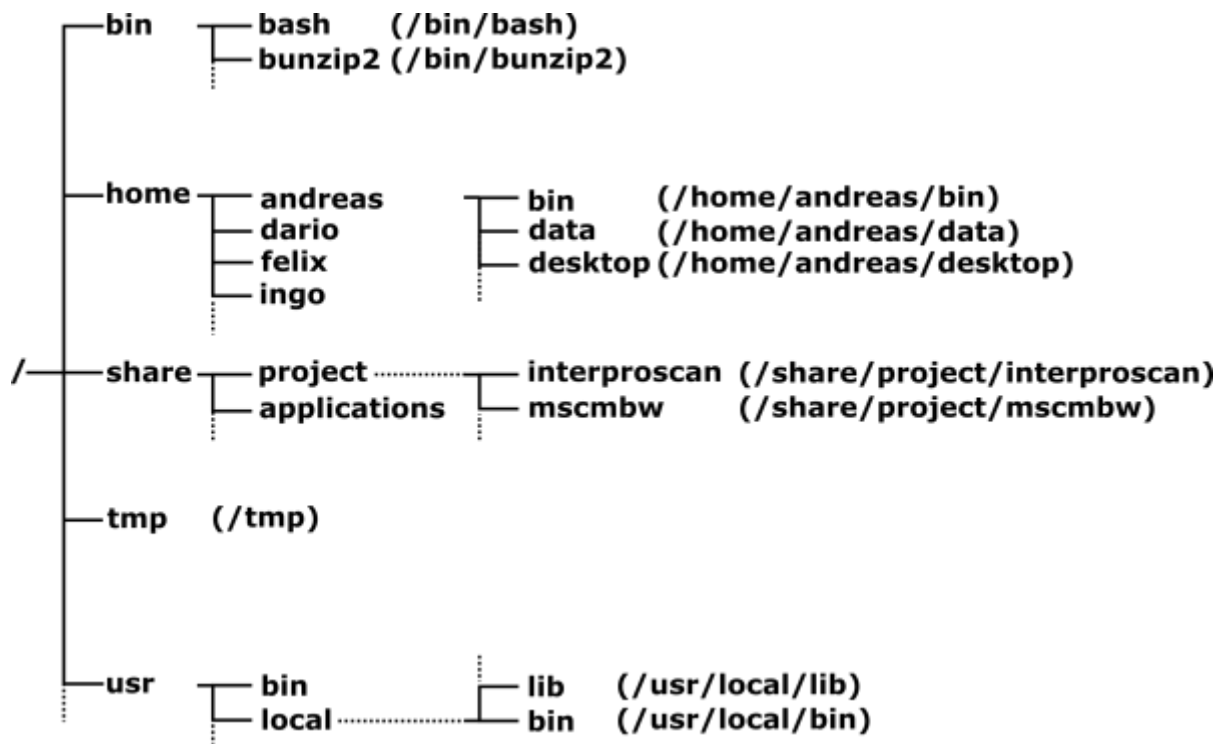 bin bash (/bin/bash)
bunzip2 (/bin/bunzip2)
home andreas bin (/home/andreas/bin)
dario data (/home/andreas/data)
felix desktop (/home/andreas/desktop)
ingo
/ share project interproscan (/share/project/interproscan)
applications mscmbw (/share/project/mscmbw)
tmp (/tmp)
usr bin lib (/usr/local/lib)
local bin (/usr/local/bin)